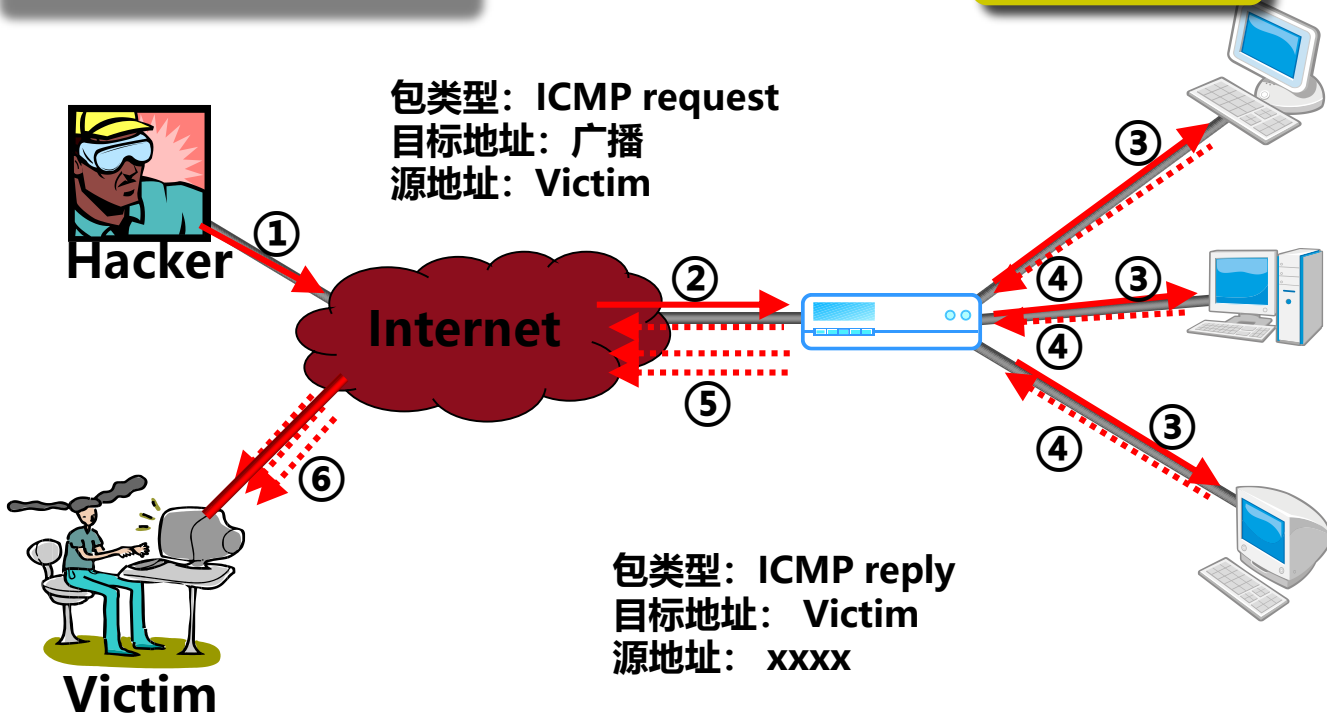 包类型：ICMP request
目标地址：广播
源地址：Victim
③
①
Hacker
②
④
③
Internet
④
⑤
③
④
⑥
包类型：ICMP reply
目标地址： Victim
源地址： xxxx
Victim